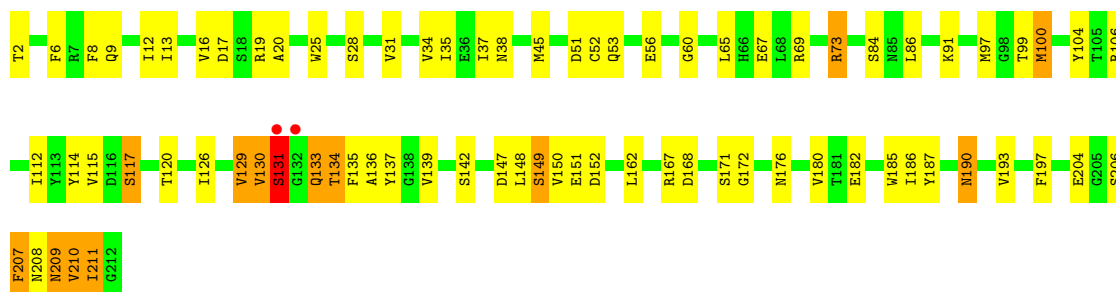 T2 F6 R7 F8 Q9 I12 I13 V16 D17 S18 R19 A20 W25 S28 V31 V34 I35 E36 I37 N38 M45 D51 C52 Q53 E56 G60 L65 H66 E67 L68 R69 R73 S84 N85 L86 K91 M97 G98 T99 M100 Y104 T105
I112 Y113 Y114 V115 D116 S117 T120 I126 V129 V130 S131 G132 Q133 T134 F135 A136 Y137 G138 V139 S142 D147 L148 S149 V150 E151 D152 L162 R167 D168 S171 G172 N176 V180 T181 E182 W185 I186 Y187 N190 V193 F197 E204 G205
F207 N208 N209 V210 I211 G212